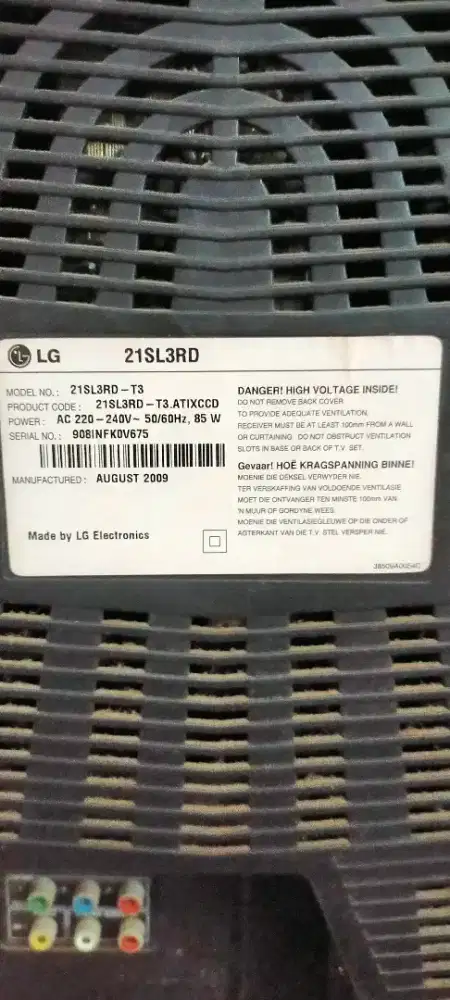 LG 21SL3RD
MODEL NO.: 21SL3RD-T3
PRODUCT CODE: 21SL3RD-T3.ATIXCCD
POWER: AC 220-240V~ 50/60Hz, 85 W
SERIAL NO.: 908INFK0V675
MANUFACTURED: AUGUST 2009
Made by LG Electronics
DANGER! HIGH VOLTAGE INSIDE!
DO NOT REMOVE BACK COVER
TO PROVIDE ADEQUATE VENTILATION,
RECEIVER MUST BE AT LEAST 100mm FROM A WALL
OR CURTAINING. DO NOT OBSTRUCT VENTILATION
SLOTS IN BASE OR BACK OF T.V. SET.
Gevaar! HOË KRAGSPANNING BINNE!
MOENIE DIE DEKSEL VERWYDER NIE.
TER VERSKAFFING VAN VOLDOENDE VENTILASIE
MOET DIE ONTVANGER TEN MINSTE 100mm VAN
'N MUUR OF GORDYNE WEES.
MOENIE DIE VENTILASIEGLEUWE OP DIE ONDER OF
AGTERKANT VAN DIE T.V. STEL VERSPER NIE.